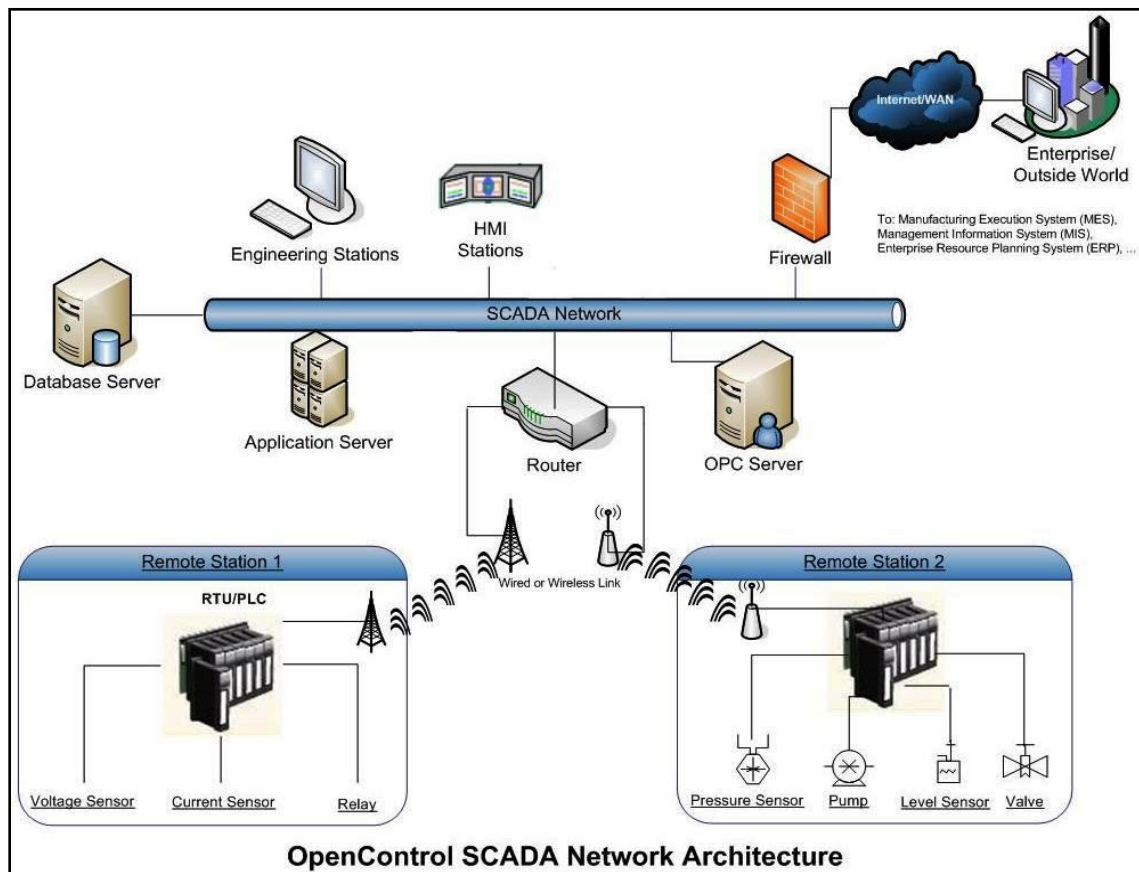 Internet/WAN
Enterprise/
Outside World
To: Manufacturing Execution System (MES),
Management Information System (MIS),
Enterprise Resource Planning System (ERP), ...
Engineering Stations
HMI
Stations
Firewall
SCADA Network
Database Server
Application Server
Router
OPC Server
Wired or Wireless Link
Remote Station 1
RTU/PLC
Voltage Sensor
Current Sensor
Relay
Remote Station 2
Pressure Sensor
Pump
Level Sensor
Valve
OpenControl SCADA Network Architecture